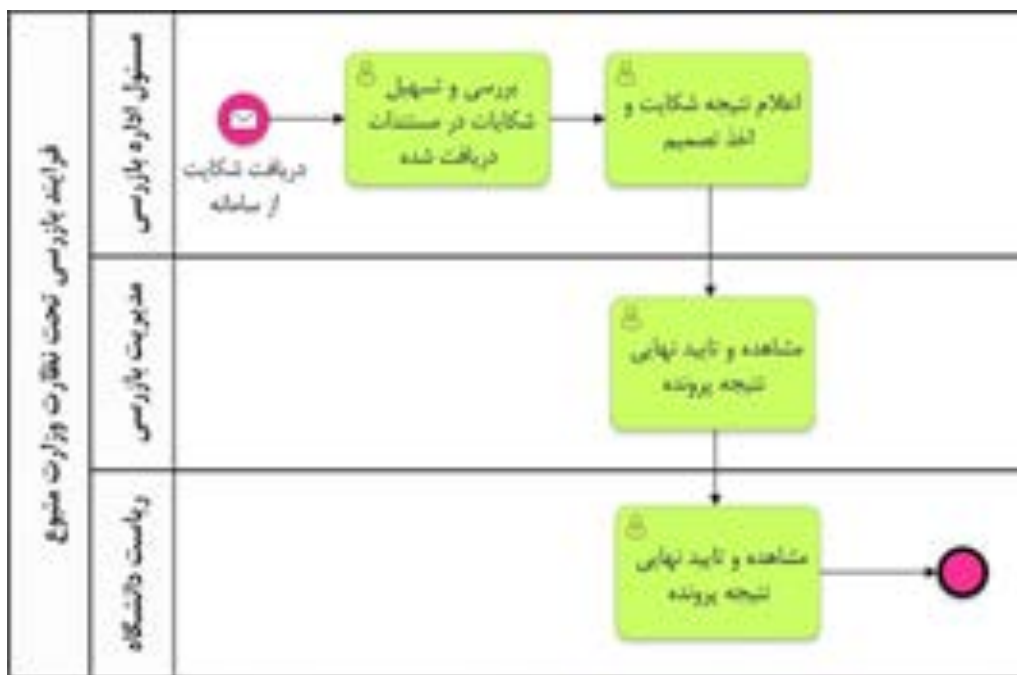 فرایند بازرسی تحت نظارت وزارت متبوع
مسئول اداره بازرسی
دریافت شکایت
از سامانه
بررسی و تسهیل
شکایات در مستندات
دریافت شده
اعلام نتیجه شکایت و
اخذ تصمیم
مدیریت بازرسی
مشاهده و تایید نهایی
نتیجه پرونده
ریاست دانشگاه
مشاهده و تایید نهایی
نتیجه پرونده